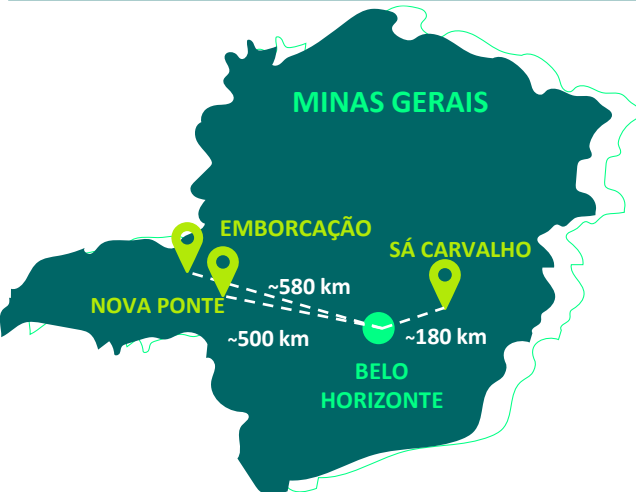 MINAS GERAIS
EMBORCAÇÃO
SÁ CARVALHO
~580 km
NOVA PONTE
~500 km
~180 km
BELO
HORIZONTE